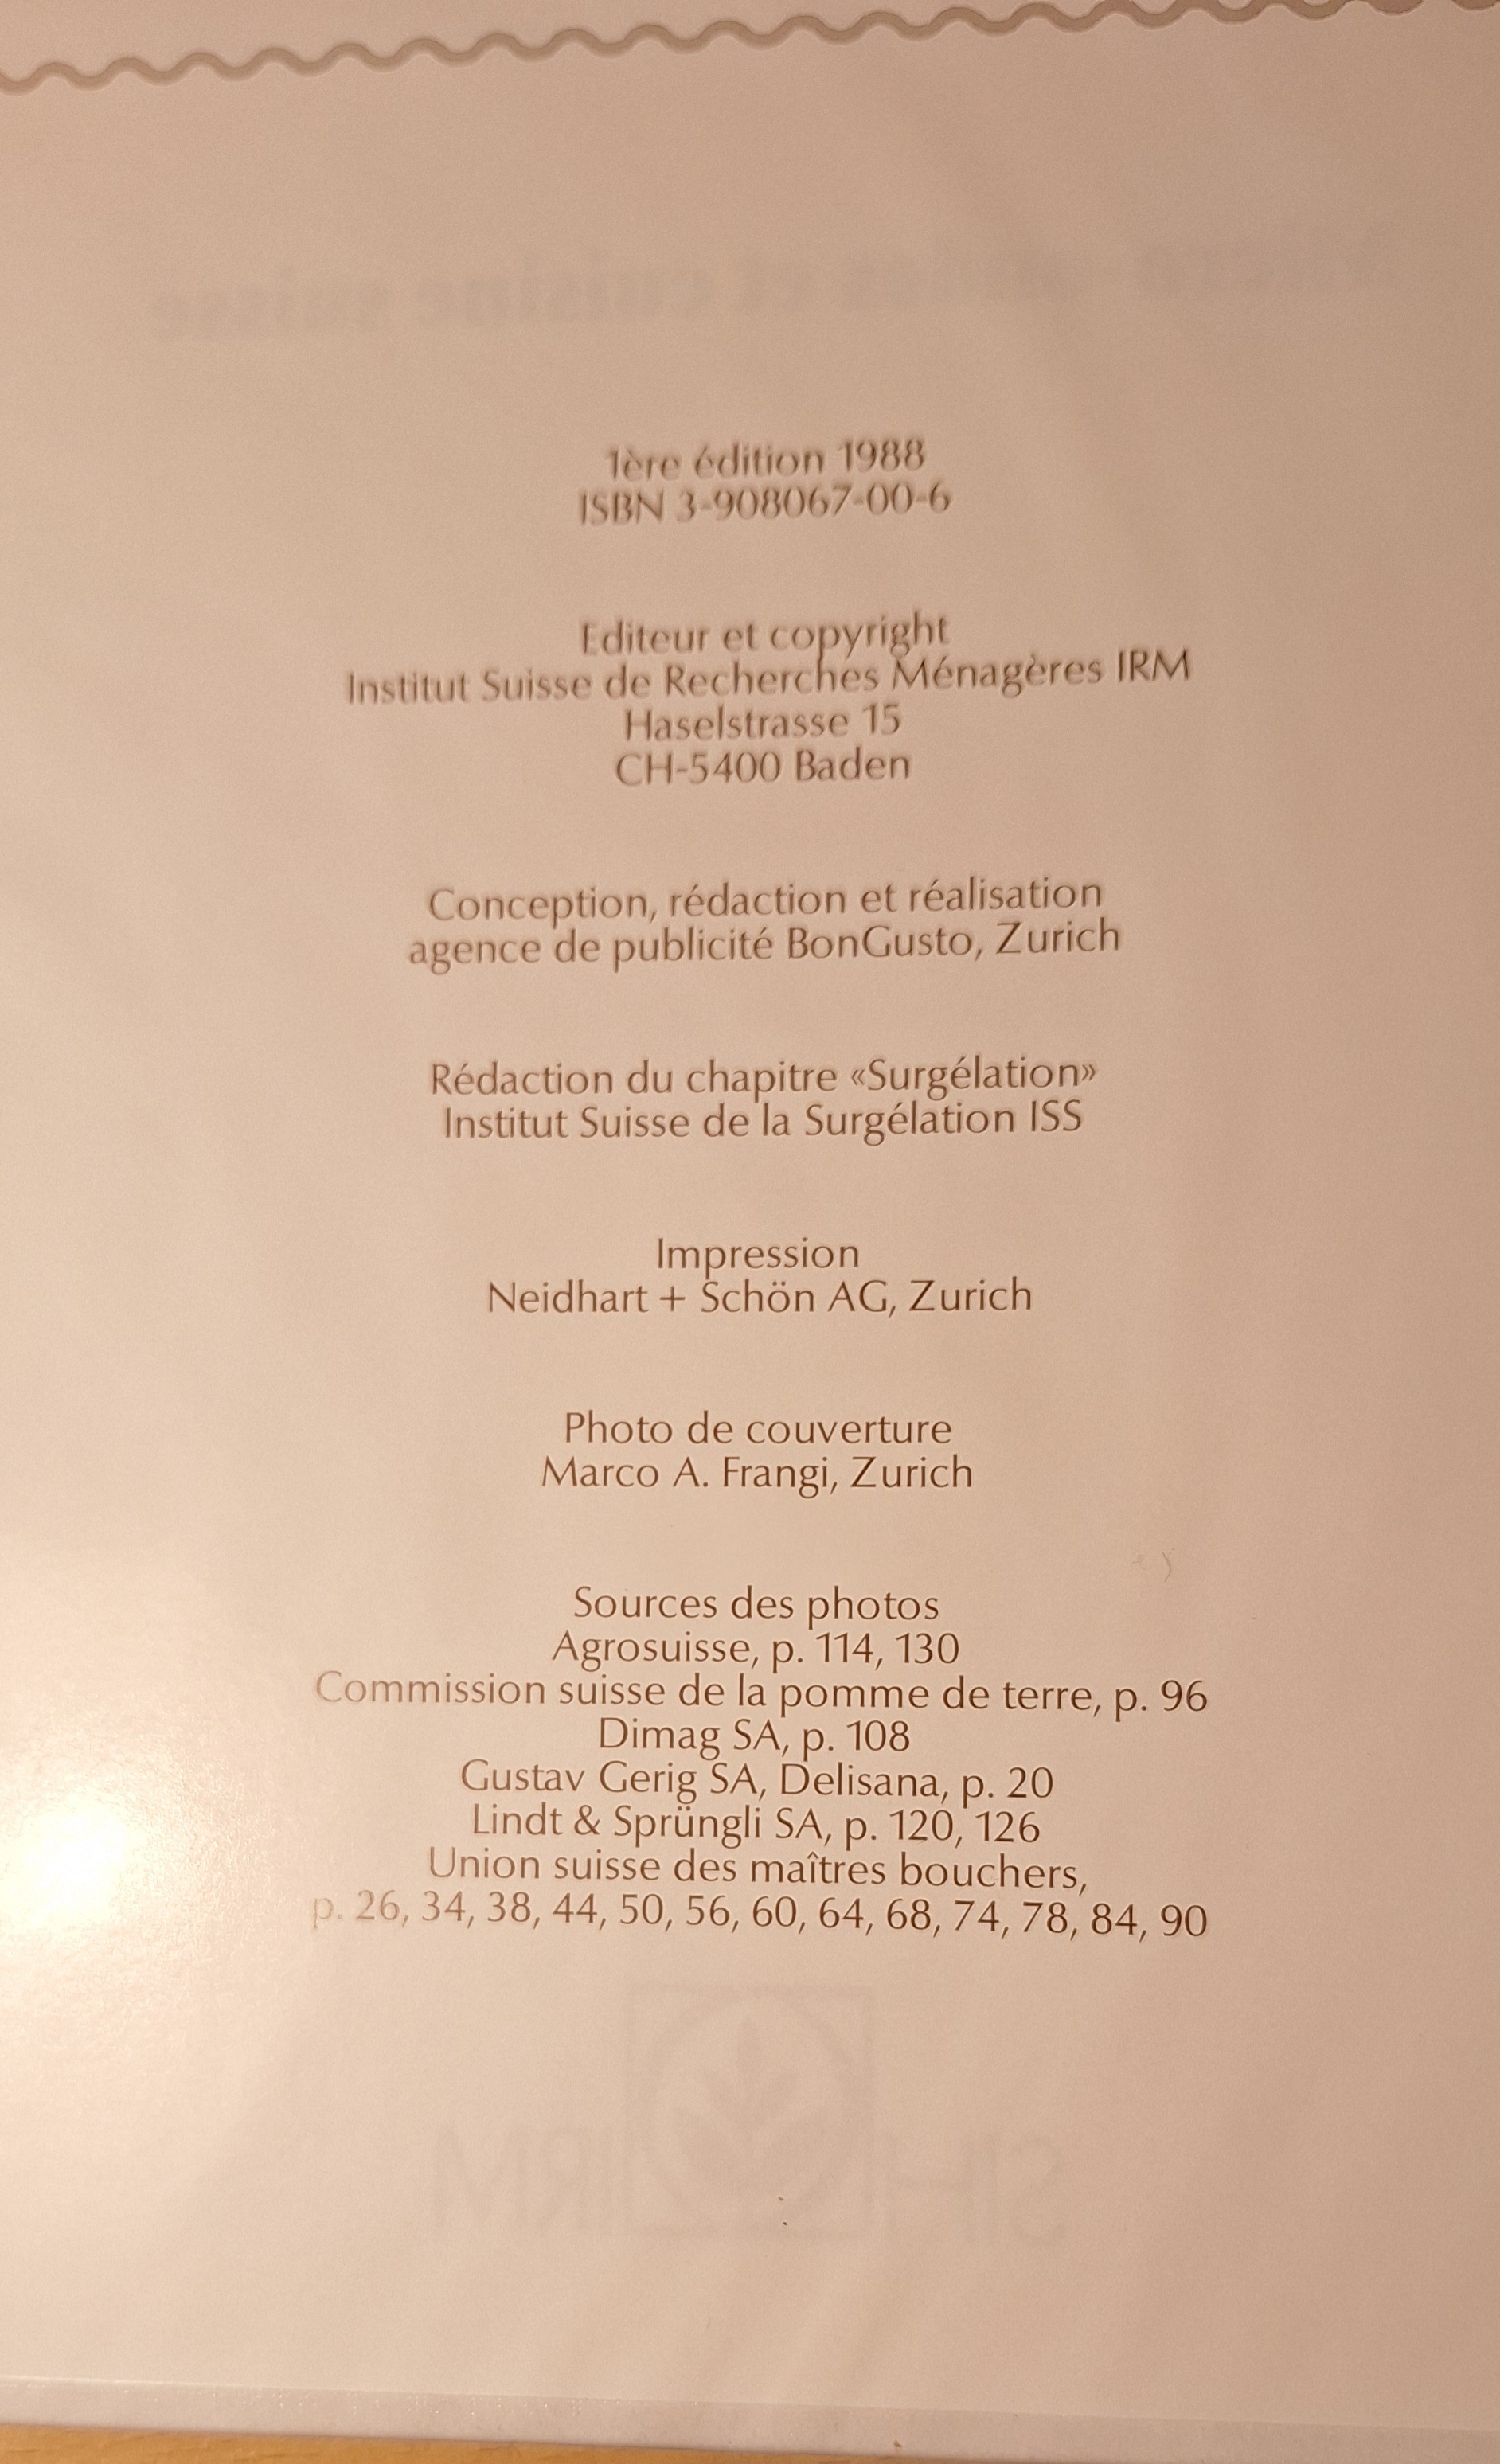 1ère édition 1988
ISBN 3-908067-00-6
Editeur et copyright
Institut Suisse de Recherches Ménagères IRM
Haselstrasse 15
CH-5400 Baden
Conception, rédaction et réalisation
agence de publicité BonGusto, Zurich
Rédaction du chapitre «Surgélation»
Institut Suisse de la Surgélation ISS
Impression
Neidhart + Schön AG, Zurich
Photo de couverture
Marco A. Frangi, Zurich
Sources des photos
Agrosuisse, p. 114, 130
Commission suisse de la pomme de terre, p. 96
Dimag SA, p. 108
Gustav Gerig SA, Delisana, p. 20
Lindt & Sprüngli SA, p. 120, 126
Union suisse des maîtres bouchers,
p. 26, 34, 38, 44, 50, 56, 60, 64, 68, 74, 78, 84, 90
SIH IRM